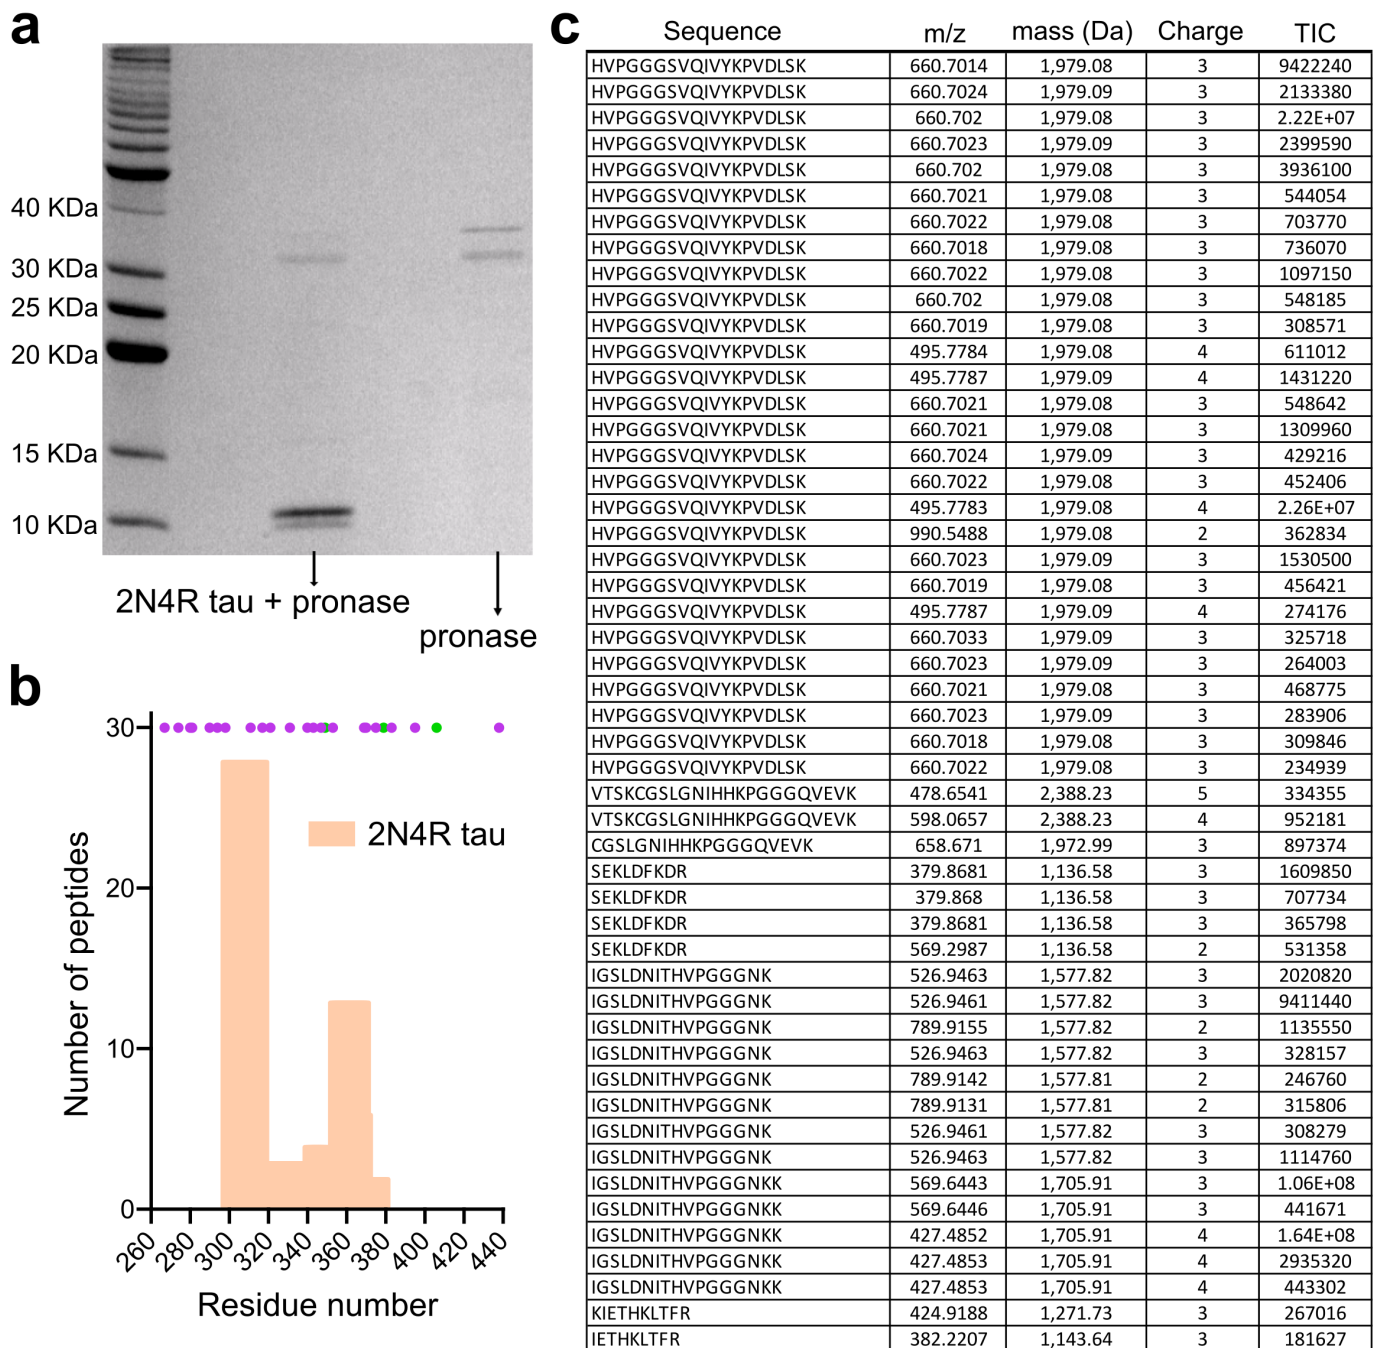 a
40 KDa
30 KDa
25 KDa
20 KDa
15 KDa
10 KDa
2N4R tau + pronase
pronase
b
30
20
10
0
Number of peptides
2N4R tau
260 280 300 320 340 360 380 400 420 440
Residue number
c
Sequence m/z mass (Da) Charge TIC
HVPGGGSVQIVYKPVDLSK 660.7014 1,979.08 3 9422240
HVPGGGSVQIVYKPVDLSK 660.7024 1,979.09 3 2133380
HVPGGGSVQIVYKPVDLSK 660.702 1,979.08 3 2.22E+07
HVPGGGSVQIVYKPVDLSK 660.7023 1,979.09 3 2399590
HVPGGGSVQIVYKPVDLSK 660.702 1,979.08 3 3936100
HVPGGGSVQIVYKPVDLSK 660.7021 1,979.08 3 544054
HVPGGGSVQIVYKPVDLSK 660.7022 1,979.08 3 703770
HVPGGGSVQIVYKPVDLSK 660.7018 1,979.08 3 736070
HVPGGGSVQIVYKPVDLSK 660.7022 1,979.08 3 1097150
HVPGGGSVQIVYKPVDLSK 660.702 1,979.08 3 548185
HVPGGGSVQIVYKPVDLSK 660.7019 1,979.08 3 308571
HVPGGGSVQIVYKPVDLSK 495.7784 1,979.08 4 611012
HVPGGGSVQIVYKPVDLSK 495.7787 1,979.09 4 1431220
HVPGGGSVQIVYKPVDLSK 660.7021 1,979.08 3 548642
HVPGGGSVQIVYKPVDLSK 660.7021 1,979.08 3 1309960
HVPGGGSVQIVYKPVDLSK 660.7024 1,979.09 3 429216
HVPGGGSVQIVYKPVDLSK 660.7022 1,979.08 3 452406
HVPGGGSVQIVYKPVDLSK 495.7783 1,979.08 4 2.26E+07
HVPGGGSVQIVYKPVDLSK 990.5488 1,979.08 2 362834
HVPGGGSVQIVYKPVDLSK 660.7023 1,979.09 3 1530500
HVPGGGSVQIVYKPVDLSK 660.7019 1,979.08 3 456421
HVPGGGSVQIVYKPVDLSK 495.7787 1,979.09 4 274176
HVPGGGSVQIVYKPVDLSK 660.7033 1,979.09 3 325718
HVPGGGSVQIVYKPVDLSK 660.7023 1,979.09 3 264003
HVPGGGSVQIVYKPVDLSK 660.7021 1,979.08 3 468775
HVPGGGSVQIVYKPVDLSK 660.7023 1,979.09 3 283906
HVPGGGSVQIVYKPVDLSK 660.7018 1,979.08 3 309846
HVPGGGSVQIVYKPVDLSK 660.7022 1,979.08 3 234939
VTSKCGSLGNIHHKPGGGQVEVK 478.6541 2,388.23 5 334355
VTSKCGSLGNIHHKPGGGQVEVK 598.0657 2,388.23 4 952181
CGSLGNIHHKPGGGQVEVK 658.671 1,972.99 3 897374
SEKLDFKDR 379.8681 1,136.58 3 1609850
SEKLDFKDR 379.868 1,136.58 3 707734
SEKLDFKDR 379.8681 1,136.58 3 365798
SEKLDFKDR 569.2987 1,136.58 2 531358
IGSLDNITHVPGGGNK 526.9463 1,577.82 3 2020820
IGSLDNITHVPGGGNK 526.9461 1,577.82 3 9411440
IGSLDNITHVPGGGNK 789.9155 1,577.82 2 1135550
IGSLDNITHVPGGGNK 526.9463 1,577.82 3 328157
IGSLDNITHVPGGGNK 789.9142 1,577.81 2 246760
IGSLDNITHVPGGGNK 789.9131 1,577.81 2 315806
IGSLDNITHVPGGGNK 526.9461 1,577.82 3 308279
IGSLDNITHVPGGGNK 526.9463 1,577.82 3 1114760
IGSLDNITHVPGGGNKK 569.6443 1,705.91 3 1.06E+08
IGSLDNITHVPGGGNKK 569.6446 1,705.91 3 441671
IGSLDNITHVPGGGNKK 427.4852 1,705.91 4 1.64E+08
IGSLDNITHVPGGGNKK 427.4853 1,705.91 4 2935320
IGSLDNITHVPGGGNKK 427.4853 1,705.91 4 443302
KIETHKLTFR 424.9188 1,271.73 3 267016
IETHKLTFR 382.2207 1,143.64 3 181627